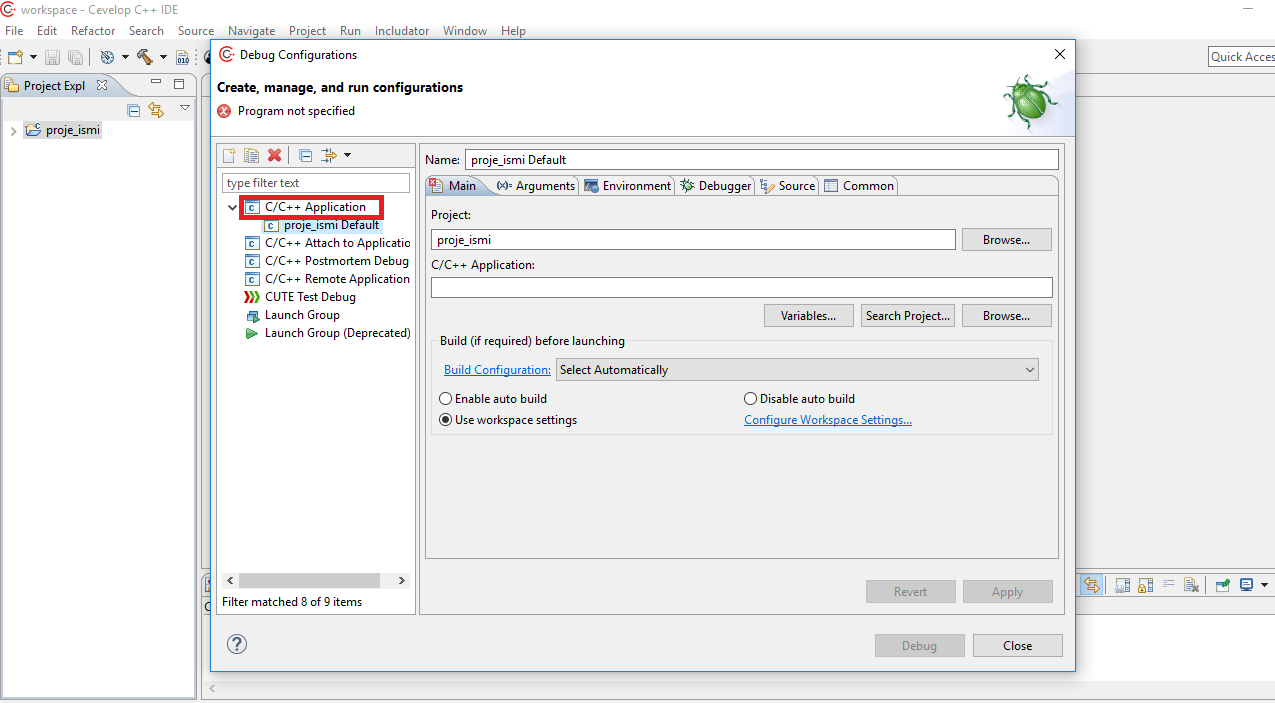 workspace - Cevelop C++ IDE
File Edit Refactor Search Source Navigate Project Run Includator Window Help
Quick Acces
Project Expl
proje_ismi
Debug Configurations
Create, manage, and run configurations
Program not specified
type filter text
C/C++ Application
proje_ismi Default
C/C++ Attach to Applicatio
C/C++ Postmortem Debug
C/C++ Remote Application
CUTE Test Debug
Launch Group
Launch Group (Deprecated)
Filter matched 8 of 9 items
Name: proje_ismi Default
Main (x)= Arguments Environment Debugger Source Common
Project:
proje_ismi
Browse...
C/C++ Application:
Variables... Search Project... Browse...
Build (if required) before launching
Build Configuration: Select Automatically
Enable auto build Disable auto build
Use workspace settings Configure Workspace Settings...
Revert Apply
? Debug Close